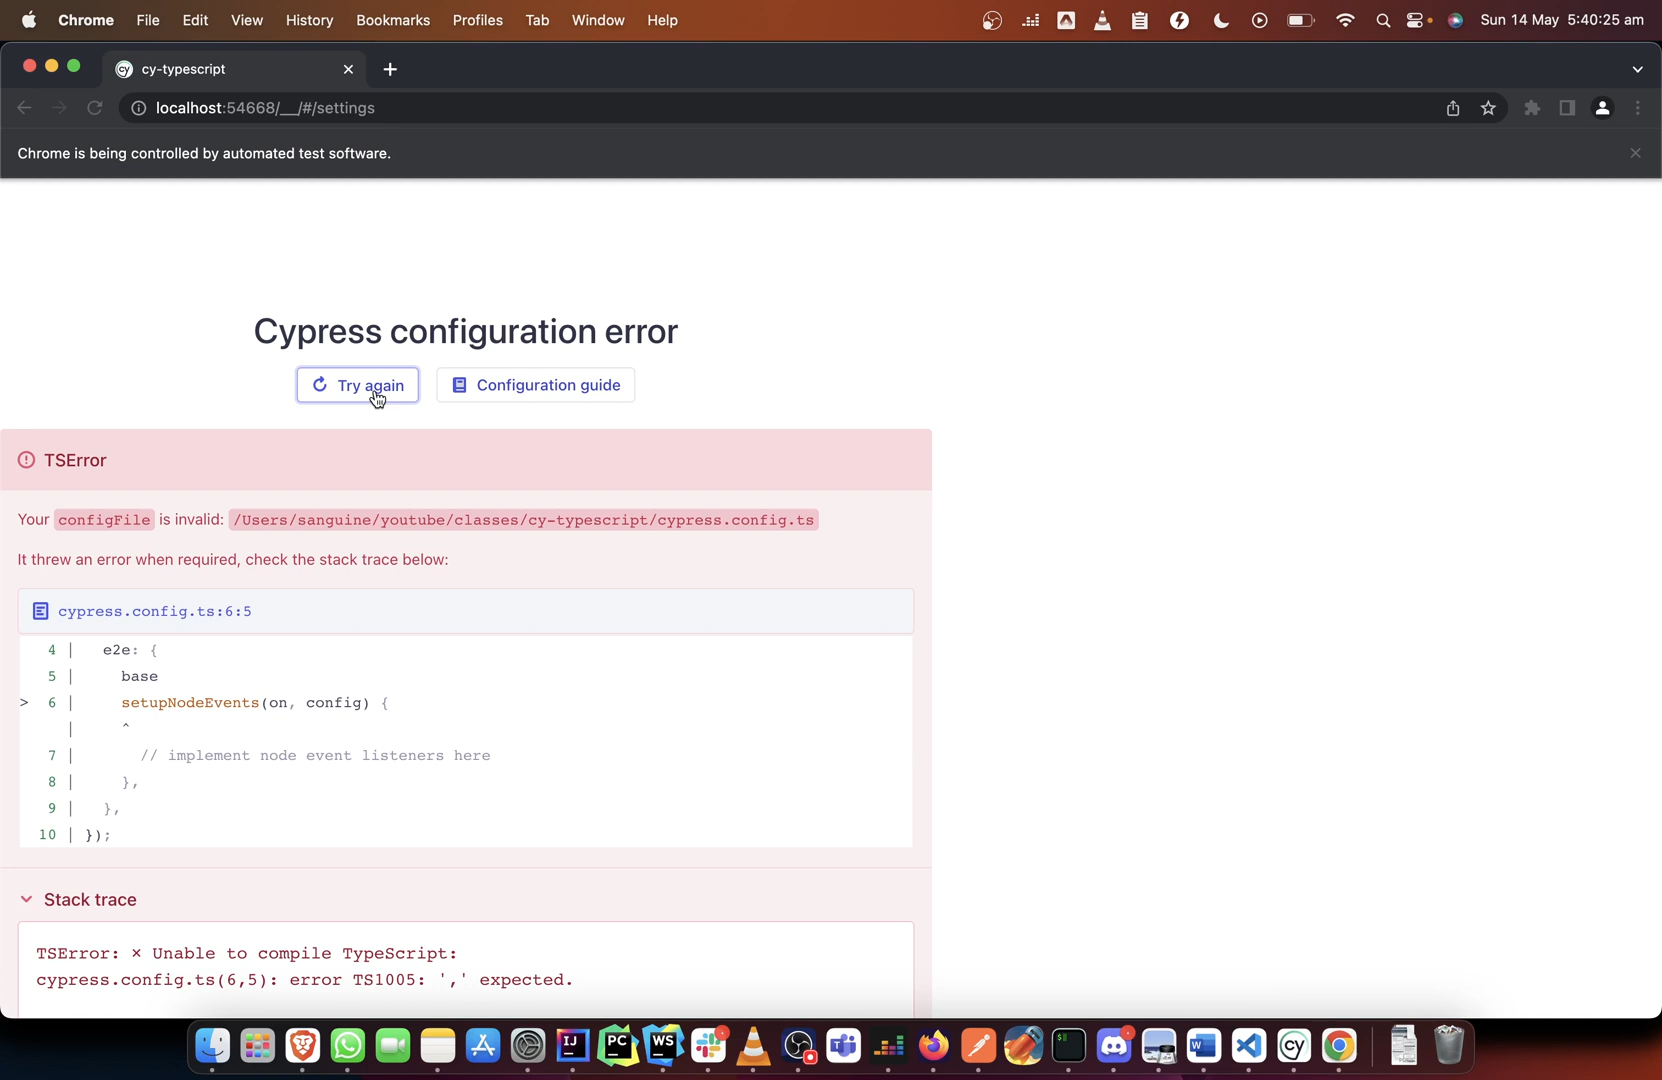 Chrome File Edit View History Bookmarks Profiles Tab Window Help Sun 14 May 5:40:25 am
cy cy-typescript
localhost:54668/__/#/settings
Chrome is being controlled by automated test software.
Cypress configuration error
Try again Configuration guide
TSError
Your configFile is invalid: /Users/sanguine/youtube/classes/cy-typescript/cypress.config.ts
It threw an error when required, check the stack trace below:
cypress.config.ts:6:5
4 | e2e: {
5 | base
> 6 | setupNodeEvents(on, config) {
| ^
7 | // implement node event listeners here
8 | },
9 | },
10 | });
Stack trace
TSError: × Unable to compile TypeScript:
cypress.config.ts(6,5): error TS1005: ',' expected.
IJ PC WS T W cy